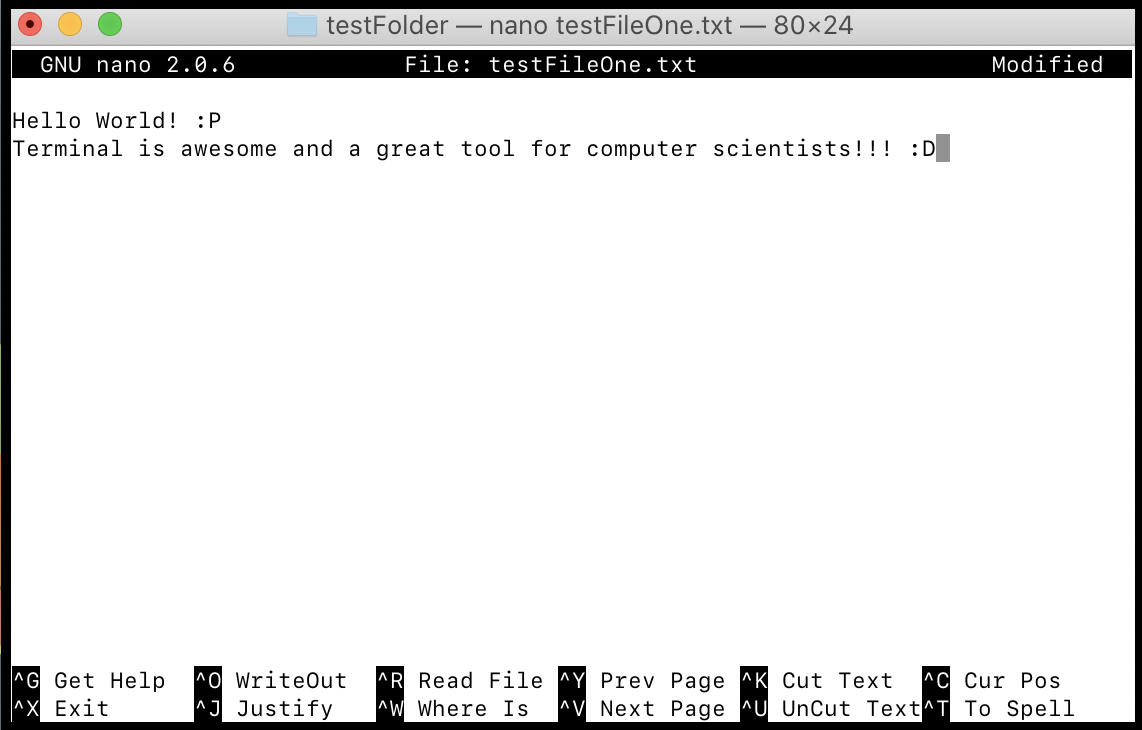 testFolder — nano testFileOne.txt — 80×24
GNU nano 2.0.6 File: testFileOne.txt Modified
Hello World! :P
Terminal is awesome and a great tool for computer scientists!!! :D
^G Get Help ^O WriteOut ^R Read File ^Y Prev Page ^K Cut Text ^C Cur Pos
^X Exit ^J Justify ^W Where Is ^V Next Page ^U UnCut Text ^T To Spell